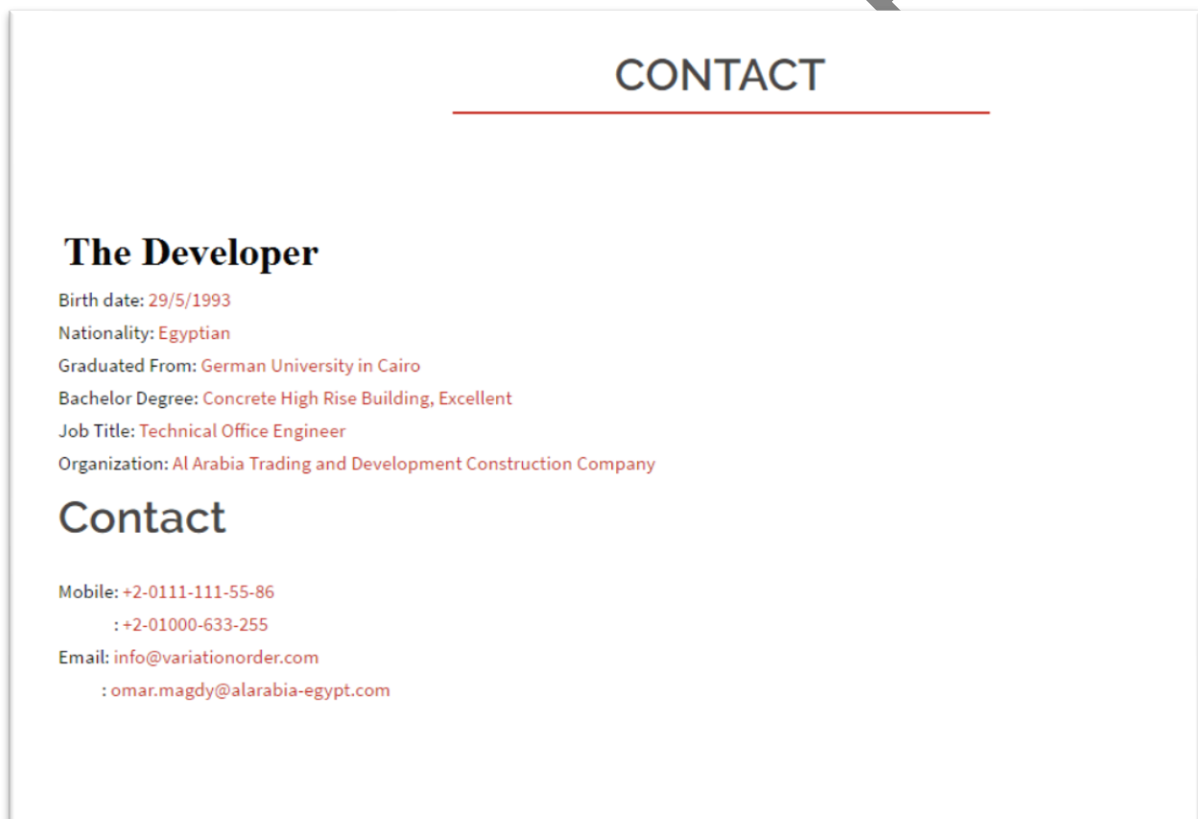 CONTACT
The Developer
Birth date: 29/5/1993
Nationality: Egyptian
Graduated From: German University in Cairo
Bachelor Degree: Concrete High Rise Building, Excellent
Job Title: Technical Office Engineer
Organization: Al Arabia Trading and Development Construction Company
Contact
Mobile: +2-0111-111-55-86
: +2-01000-633-255
Email: info@variationorder.com
: omar.magdy@alarabia-egypt.com